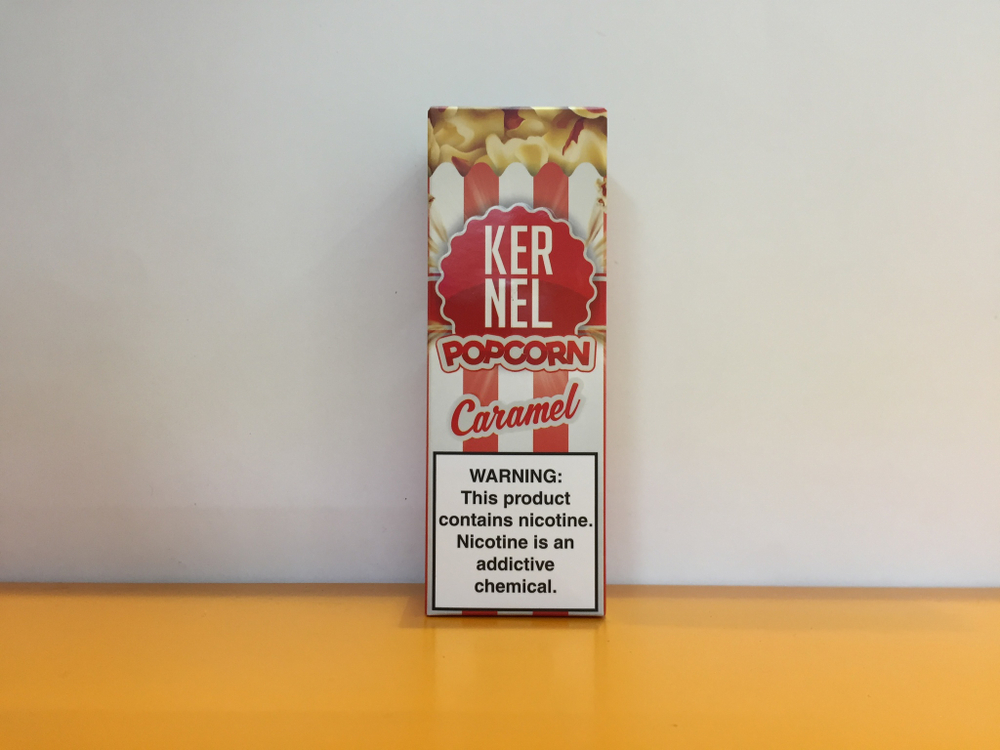 KER
NEL
POPCORN
Caramel
WARNING:
This product
contains nicotine.
Nicotine is an
addictive
chemical.